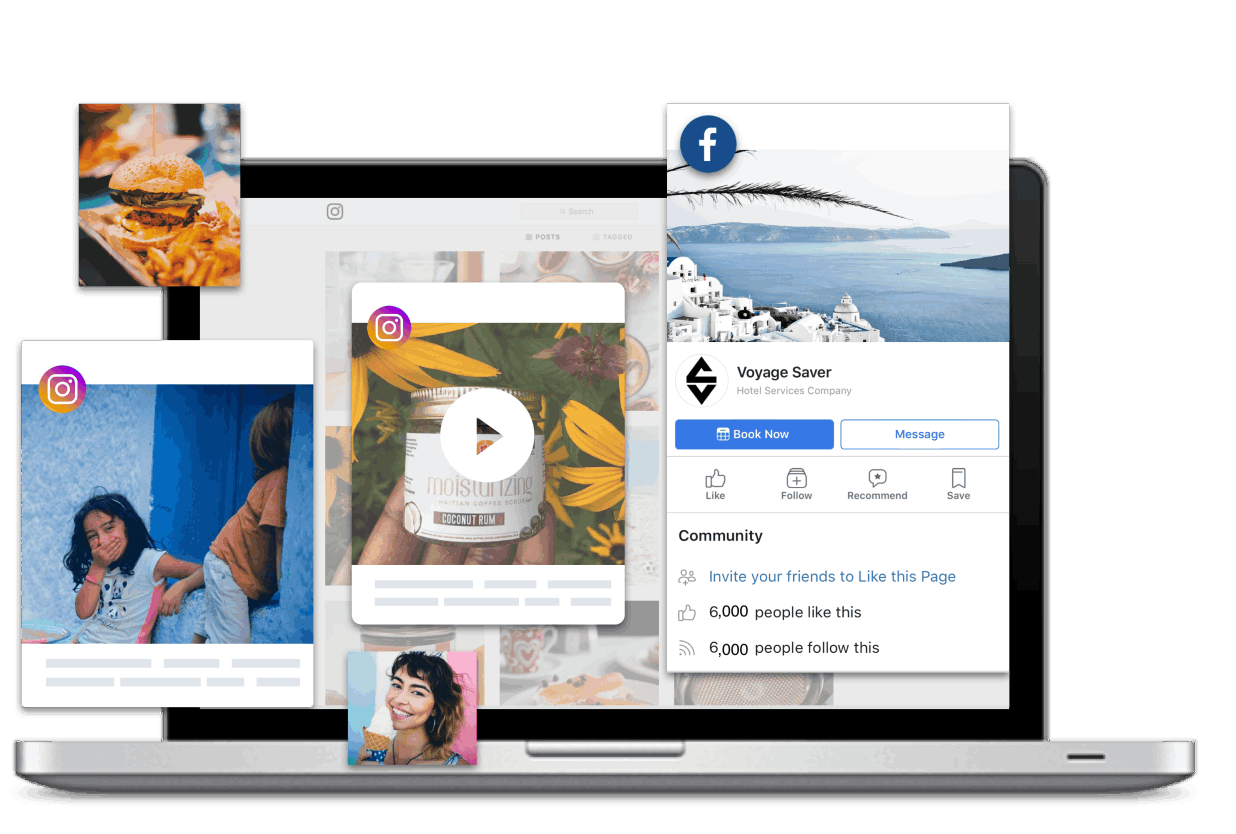 Search
POSTS
TAGGED
moisturizing
HAITIAN COFFEE SCRUB
COCONUT RUM
Voyage Saver
Hotel Services Company
Book Now
Message
Like
Follow
Recommend
Save
Community
Invite your friends to Like this Page
6,000 people like this
6,000 people follow this